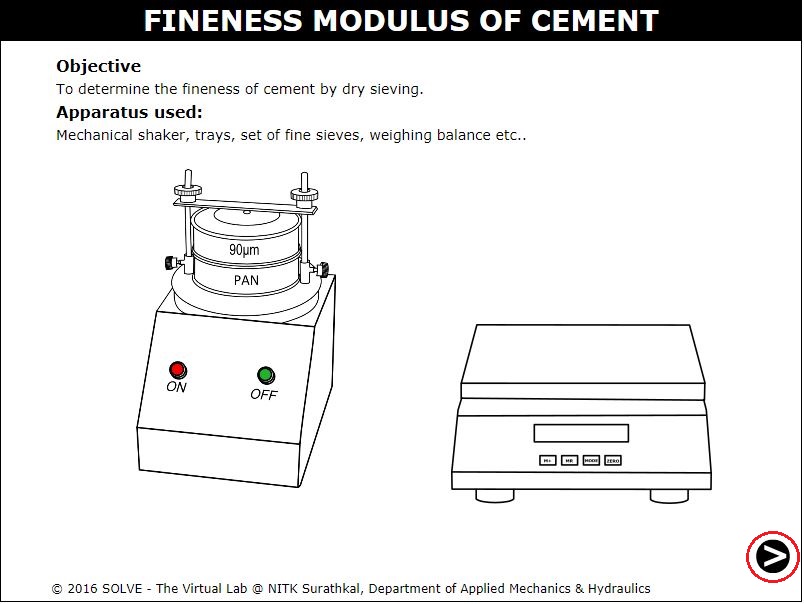 FINENESS MODULUS OF CEMENT
Objective
To determine the fineness of cement by dry sieving.
Apparatus used:
Mechanical shaker, trays, set of fine sieves, weighing balance etc..
90μm
PAN
ON
OFF
M+ MR MODE ZERO
© 2016 SOLVE - The Virtual Lab @ NITK Surathkal, Department of Applied Mechanics & Hydraulics